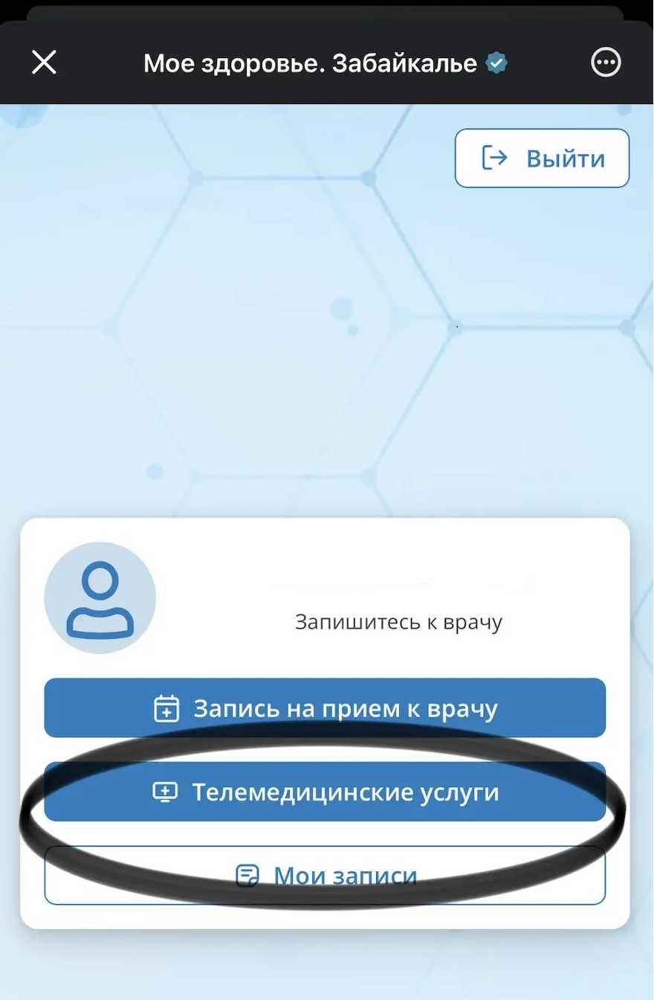 Мое здоровье. Забайкалье
Выйти
Запишитесь к врачу
Запись на прием к врачу
Телемедицинские услуги
Мои записи